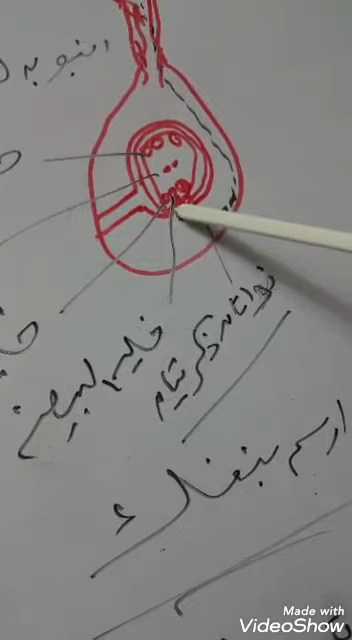 انبوبة
خلية البيضة
نواتان ذكريتان
ارسم بنفسك
Made with
VideoShow